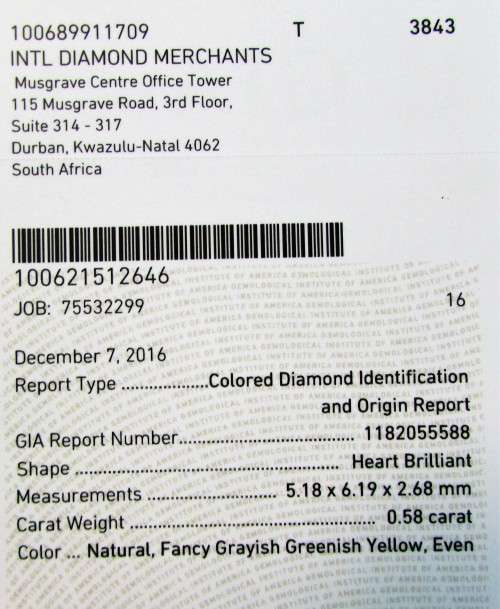 100689911709 T 3843
INTL DIAMOND MERCHANTS
Musgrave Centre Office Tower
115 Musgrave Road, 3rd Floor,
Suite 314 - 317
Durban, Kwazulu-Natal 4062
South Africa
100621512646
JOB: 75532299 16
December 7, 2016
Report Type ..................Colored Diamond Identification
and Origin Report
GIA Report Number..................................... 1182055588
Shape ....................................................... Heart Brilliant
Measurements ........................... 5.18 x 6.19 x 2.68 mm
Carat Weight ................................................... 0.58 carat
Color ... Natural, Fancy Grayish Greenish Yellow, Even